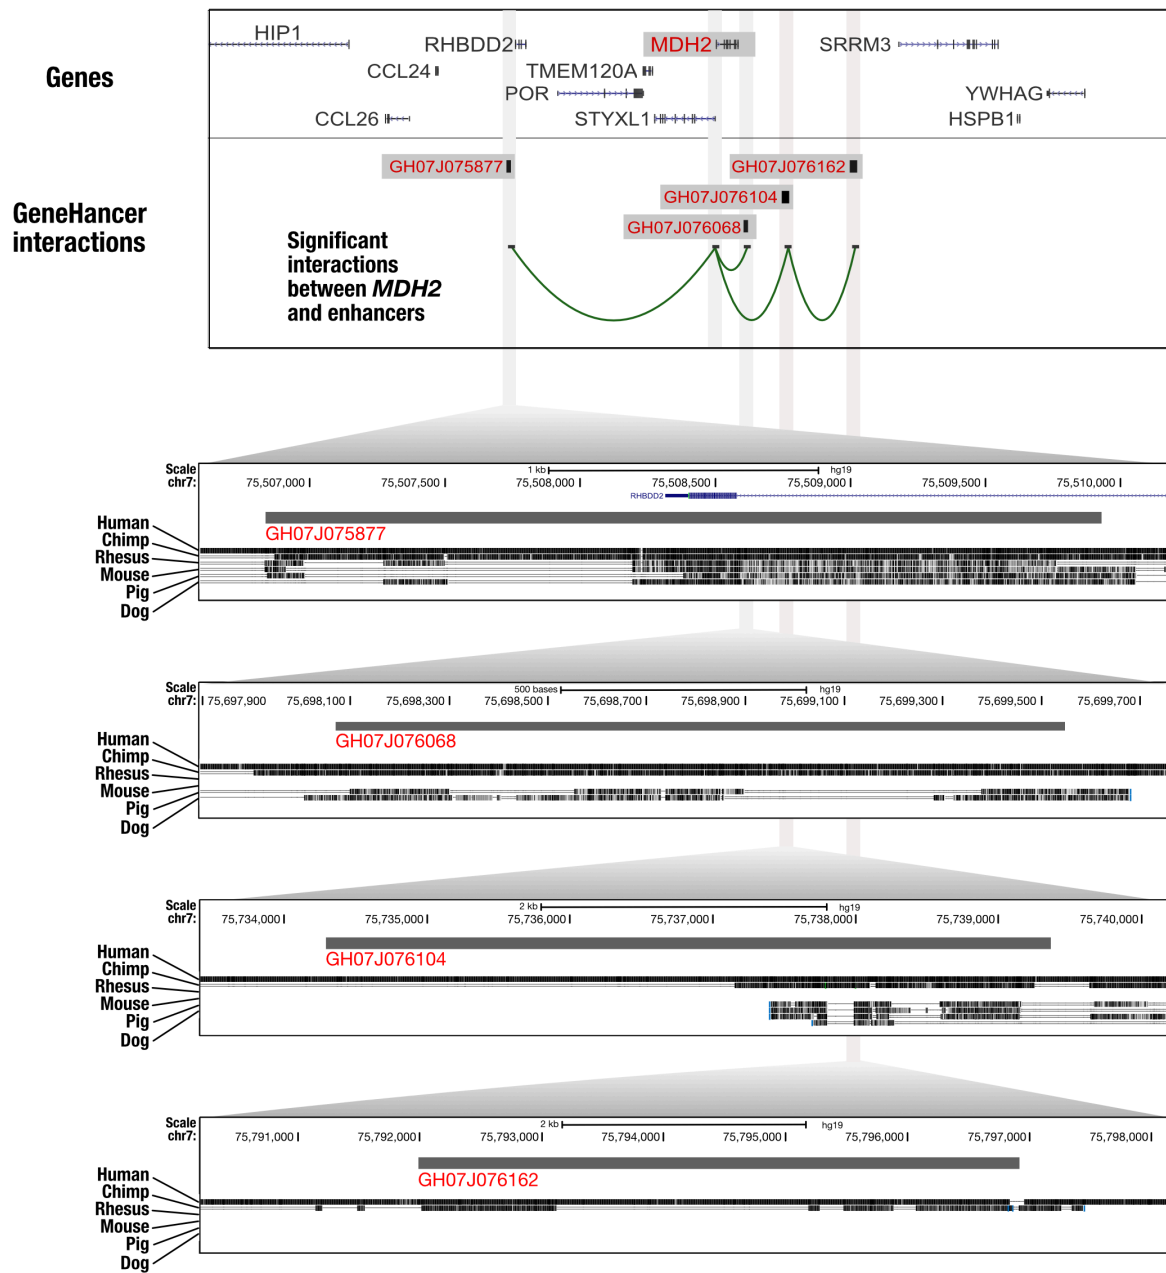 HIP1
RHBDD2
MDH2
SRRM3
Genes
CCL24
TMEM120A
POR
YWHAG
CCL26
STYXL1
HSPB1
GH07J075877
GH07J076162
GH07J076104
GeneHancer
interactions
GH07J076068
Significant
interactions
between MDH2
and enhancers
Scale
1 kb
hg19
chr7:
75,507,000
75,507,500
75,508,000
75,508,500
75,509,000
75,509,500
75,510,000
RHBDD2
GH07J075877
Human
Chimp
Rhesus
Mouse
Pig
Dog
Scale
500 bases
hg19
chr7:
75,697,900
75,698,100
75,698,300
75,698,500
75,698,700
75,698,900
75,699,100
75,699,300
75,699,500
75,699,700
GH07J076068
Human
Chimp
Rhesus
Mouse
Pig
Dog
Scale
2 kb
hg19
chr7:
75,734,000
75,735,000
75,736,000
75,737,000
75,738,000
75,739,000
75,740,000
GH07J076104
Human
Chimp
Rhesus
Mouse
Pig
Dog
Scale
2 kb
hg19
chr7:
75,791,000
75,792,000
75,793,000
75,794,000
75,795,000
75,796,000
75,797,000
75,798,000
GH07J076162
Human
Chimp
Rhesus
Mouse
Pig
Dog